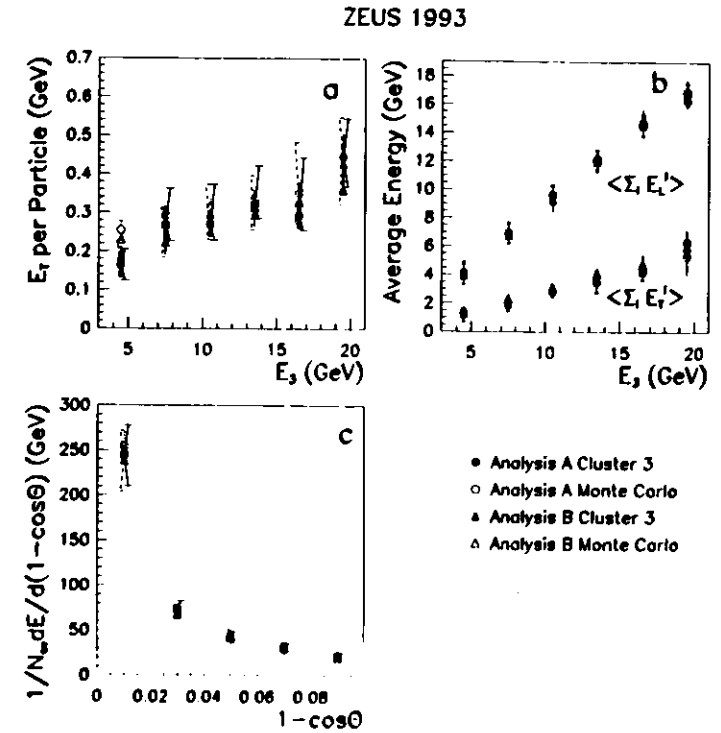 ZEUS 1993
E_T per Particle (GeV)
0.7
0.6
0.5
0.4
0.3
0.2
0.1
0
a
5 10 15 20
E_3 (GeV)
Average Energy (GeV)
18
16
14
12
10
8
6
4
2
0
b
<Σ_i E_L^i>
<Σ_i E_T^i>
5 10 15 20
E_3 (GeV)
1/N_ev dE/d(1-cosθ) (GeV)
300
250
200
150
100
50
0
c
0 0.02 0.04 0.06 0.08
1-cosθ
Analysis A Cluster 3
Analysis A Monte Carlo
Analysis B Cluster 3
Analysis B Monte Carlo